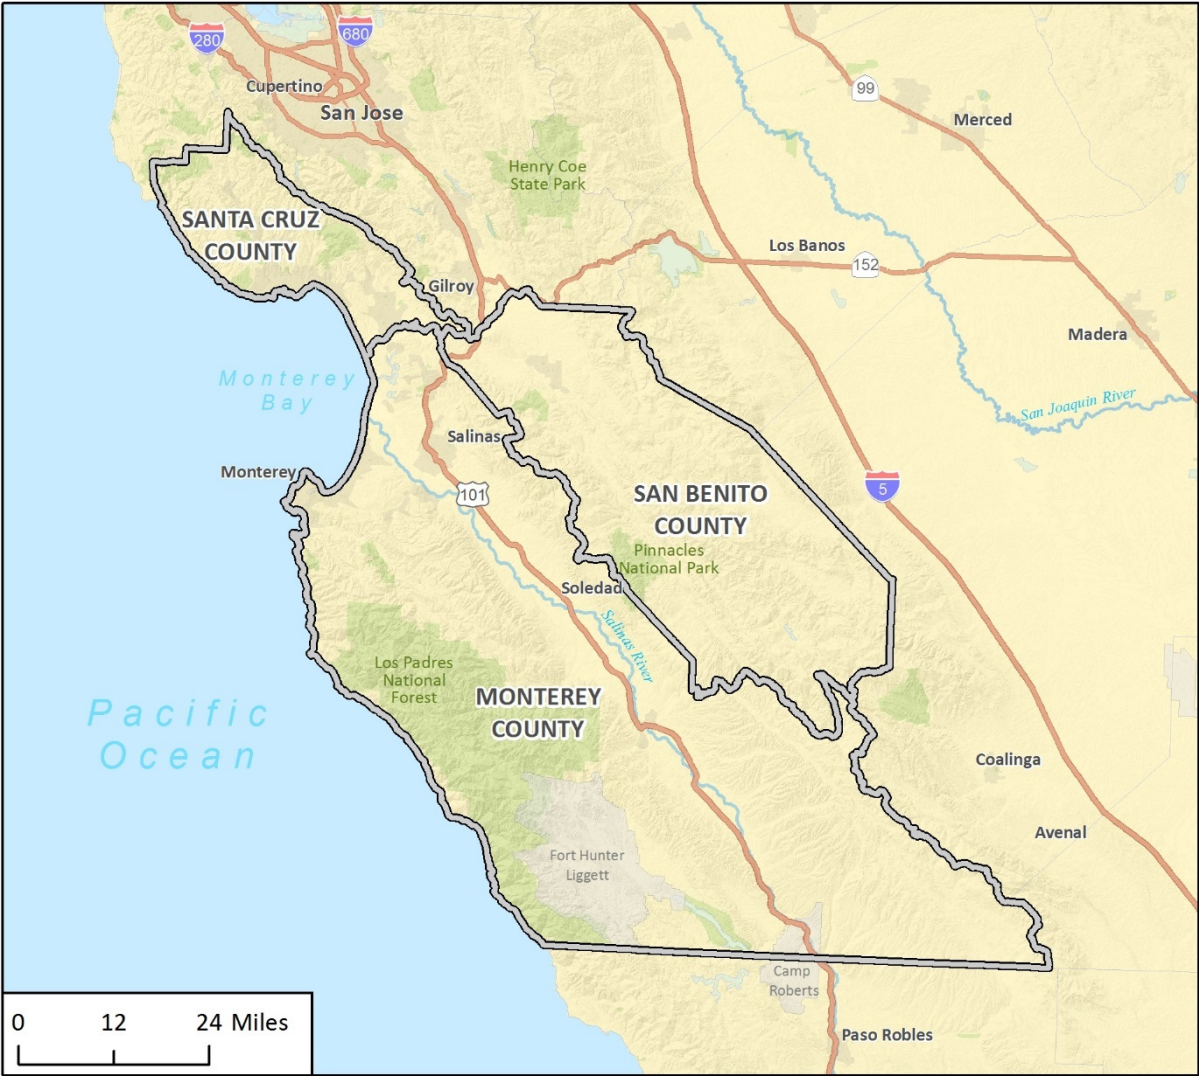 280
680
Cupertino
San Jose
99
Merced
Henry Coe
State Park
SANTA CRUZ
COUNTY
Los Banos
152
Gilroy
Madera
Monterey
Bay
San Joaquin River
Salinas
Monterey
101
5
SAN BENITO
COUNTY
Pinnacles
National Park
Soledad
Salinas River
Los Padres
National
Forest
MONTEREY
COUNTY
Pacific
Ocean
Coalinga
Avenal
Fort Hunter
Liggett
Camp
Roberts
0 12 24 Miles
Paso Robles